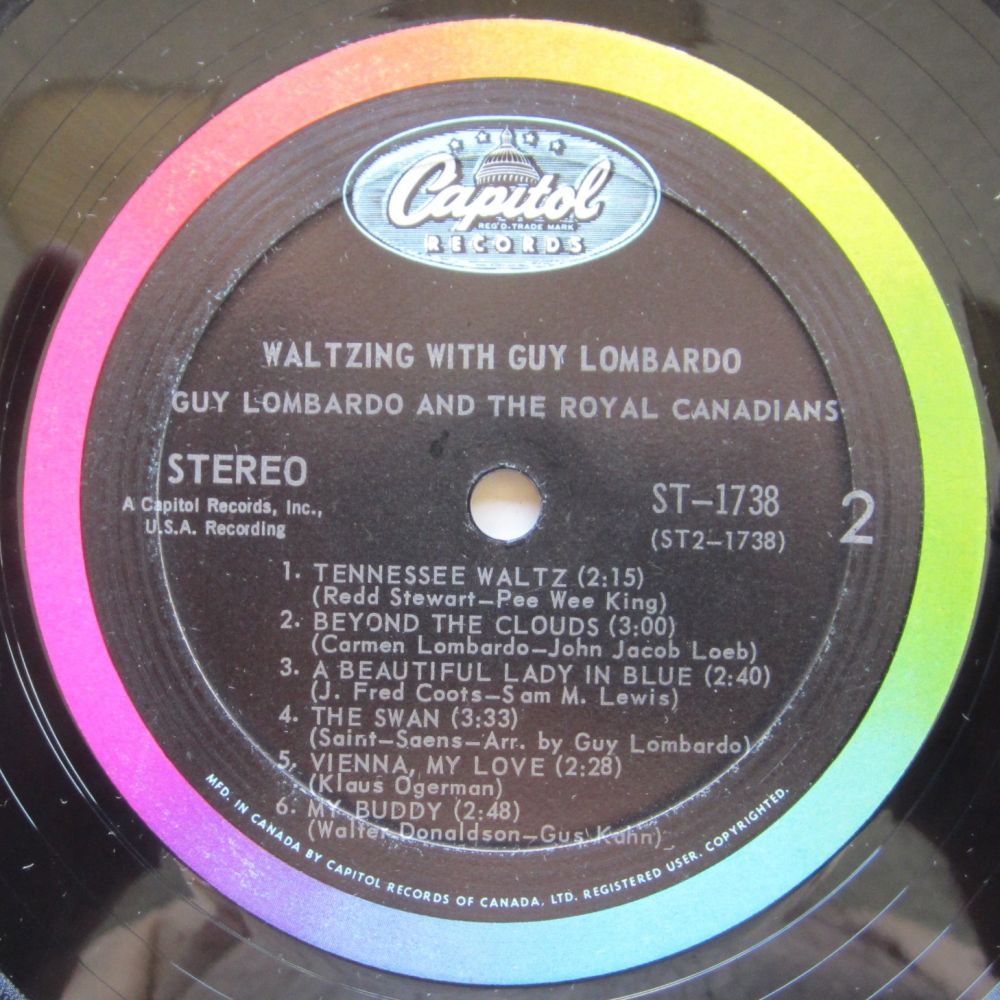 Capitol
REG'D. TRADE MARK
RECORDS
WALTZING WITH GUY LOMBARDO
GUY LOMBARDO AND THE ROYAL CANADIANS
STEREO
A Capitol Records, Inc.,
U.S.A. Recording
ST-1738
(ST2-1738)
2
1. TENNESSEE WALTZ (2:15)
(Redd Stewart-Pee Wee King)
2. BEYOND THE CLOUDS (3:00)
(Carmen Lombardo-John Jacob Loeb)
3. A BEAUTIFUL LADY IN BLUE (2:40)
(J. Fred Coots-Sam M. Lewis)
4. THE SWAN (3:33)
(Saint-Saens-Arr. by Guy Lombardo)
5. VIENNA, MY LOVE (2:28)
(Klaus Ogerman)
6. MY BUDDY (2:48)
(Walter Donaldson-Gus Kahn)
MFD. IN CANADA BY CAPITOL RECORDS OF CANADA, LTD. REGISTERED USER. COPYRIGHTED.